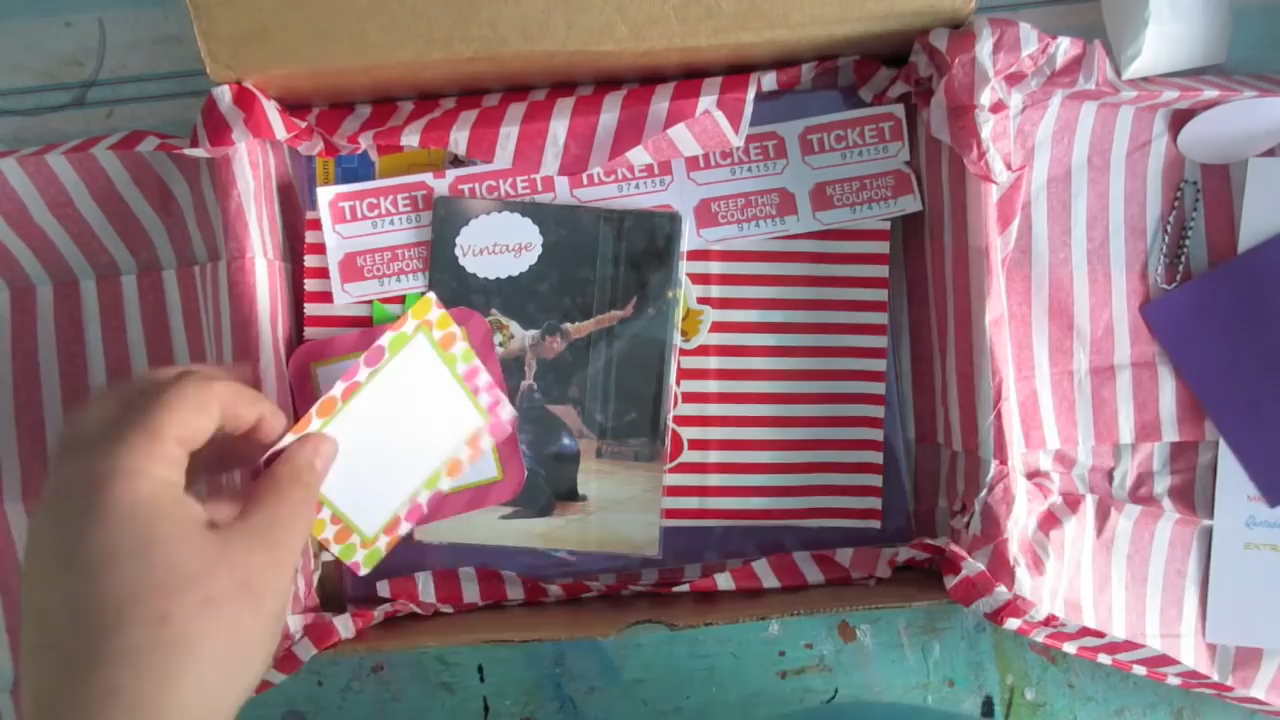 TICKET
974156
TICKET
974157
TICKET
974158
TICKET
TICKET
974160
KEEP THIS
COUPON
974157
KEEP THIS
COUPON
974158
KEEP THIS
COUPON
Vintage